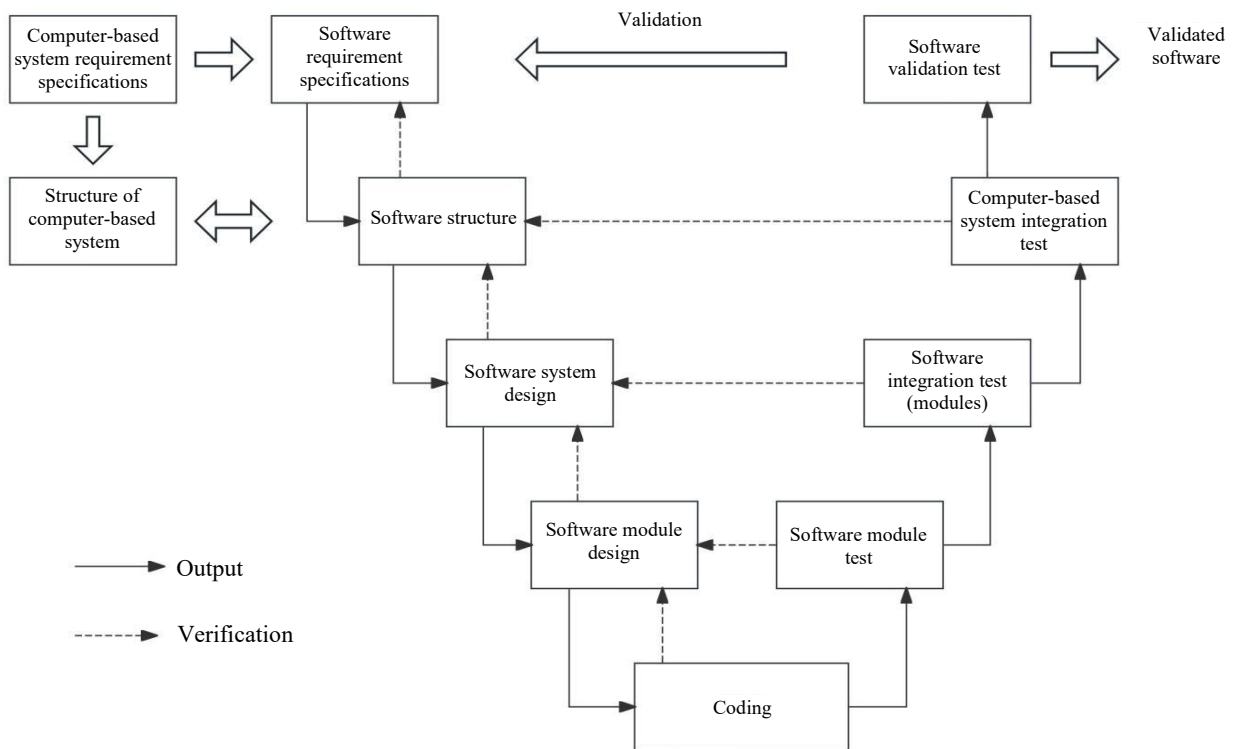 Computer-based
system requirement
specifications
Software
requirement
specifications
Validation
Software
validation test
Validated
software
Structure of
computer-based
system
Software structure
Computer-based
system integration
test
Software system
design
Software
integration test
(modules)
Software module
design
Software module
test
Output
Verification
Coding